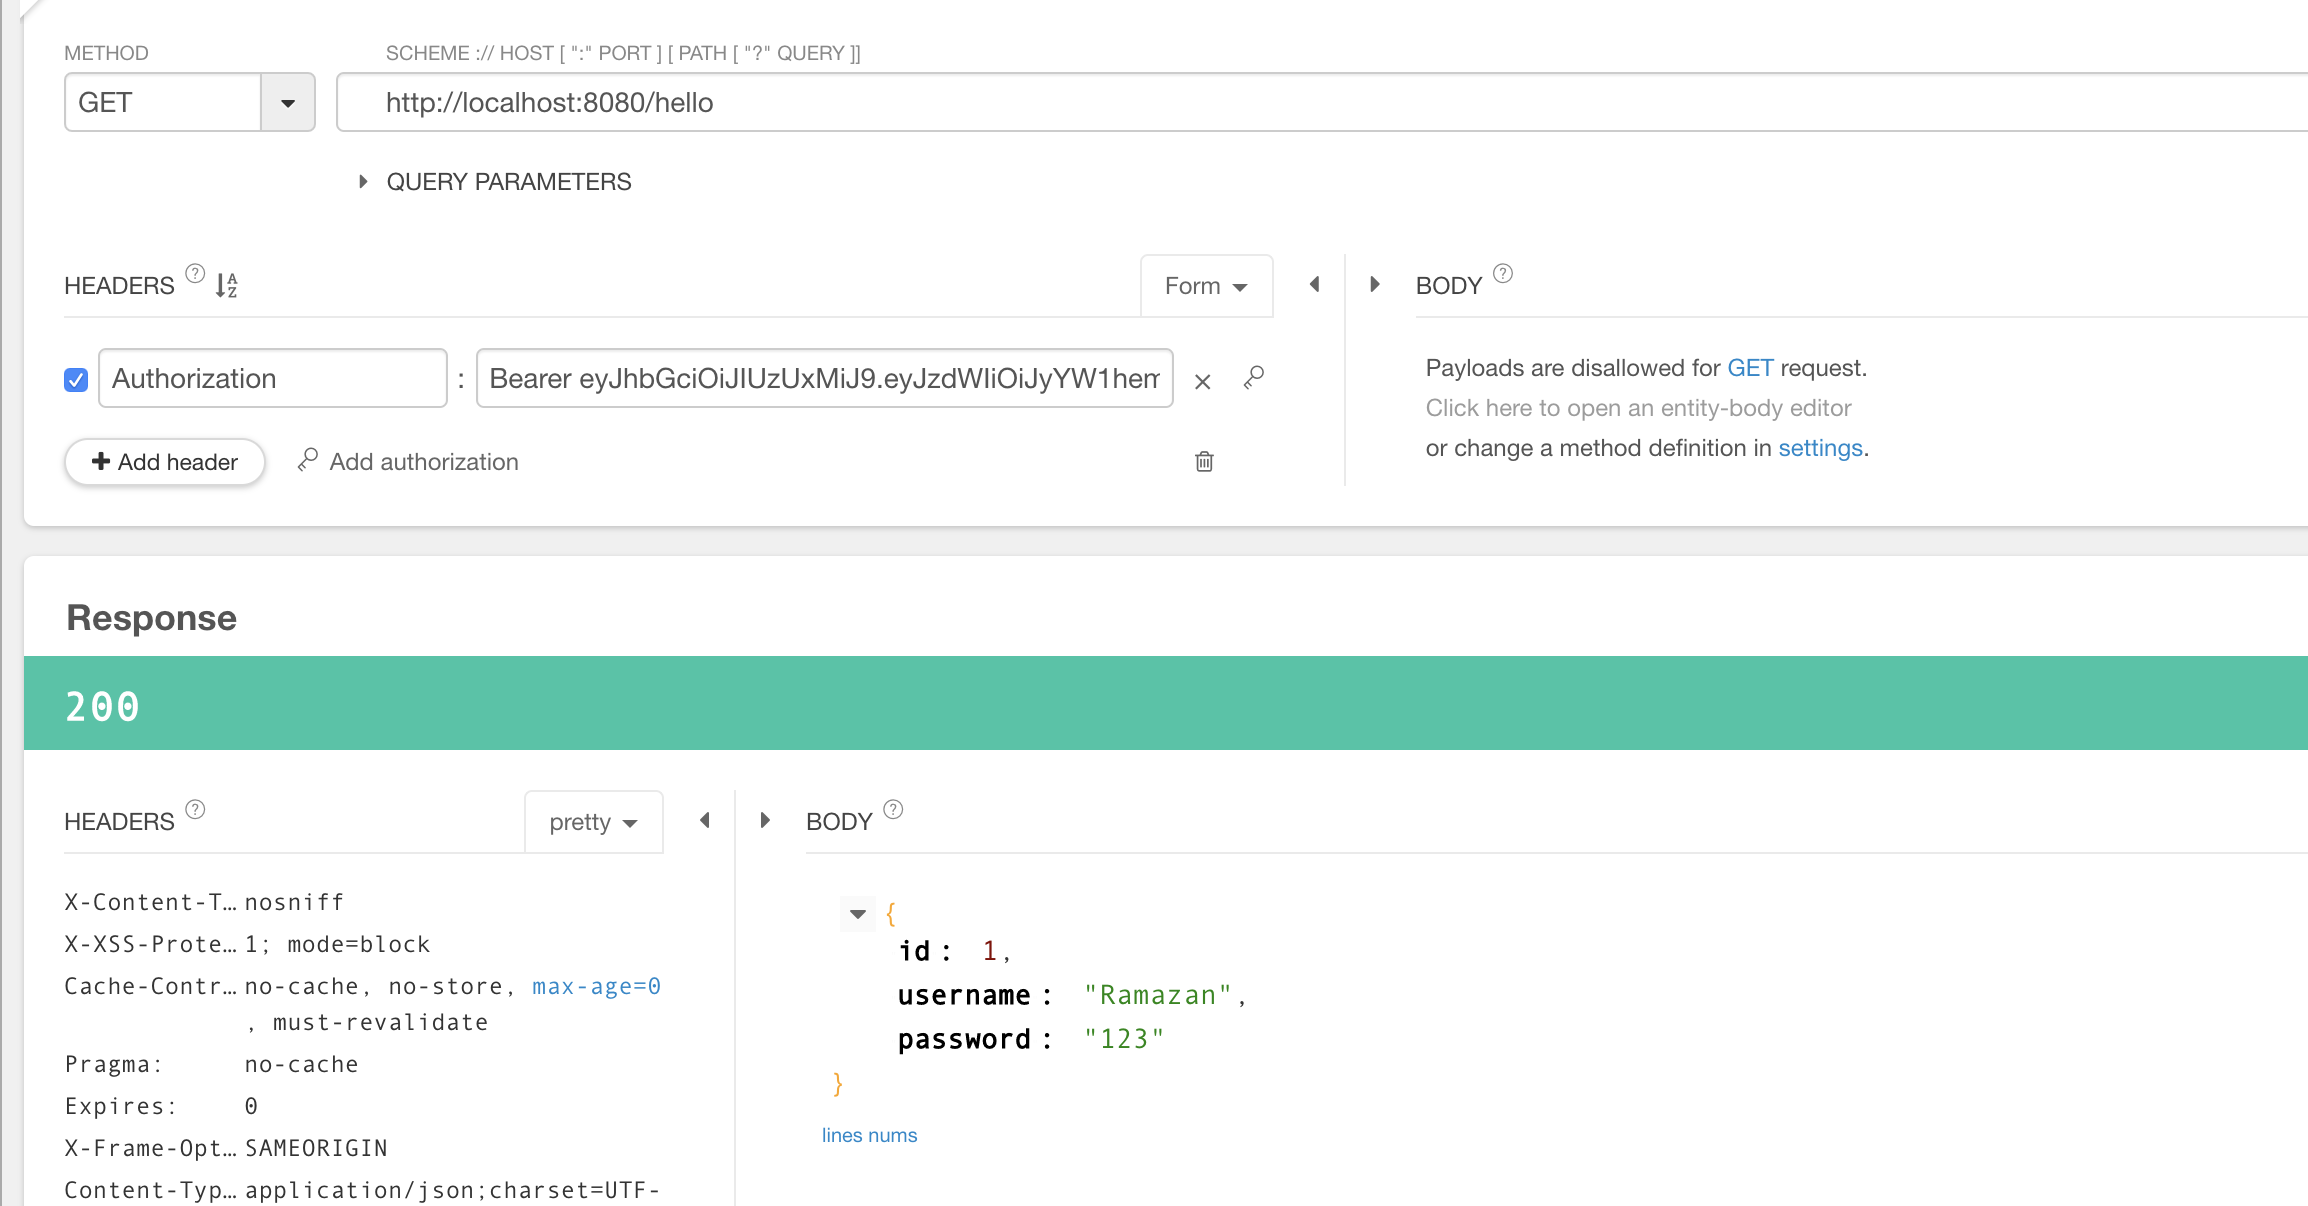 METHOD
SCHEME :// HOST [ ":" PORT ] [ PATH [ "?" QUERY ]]
GET
http://localhost:8080/hello
QUERY PARAMETERS
HEADERS ? A Z
Form
BODY ?
Authorization : Bearer eyJhbGciOiJIUzUxMiJ9.eyJzdWIiOiJyYW1hem
Payloads are disallowed for GET request.
Click here to open an entity-body editor
or change a method definition in settings.
+ Add header
Add authorization
Response
200
HEADERS ?
pretty
X-Content-T… nosniff
X-XSS-Prote… 1; mode=block
Cache-Contr… no-cache, no-store, max-age=0
, must-revalidate
Pragma: no-cache
Expires: 0
X-Frame-Opt… SAMEORIGIN
Content-Typ… application/json;charset=UTF-
BODY ?
{
id : 1,
username : "Ramazan",
password : "123"
}
lines nums